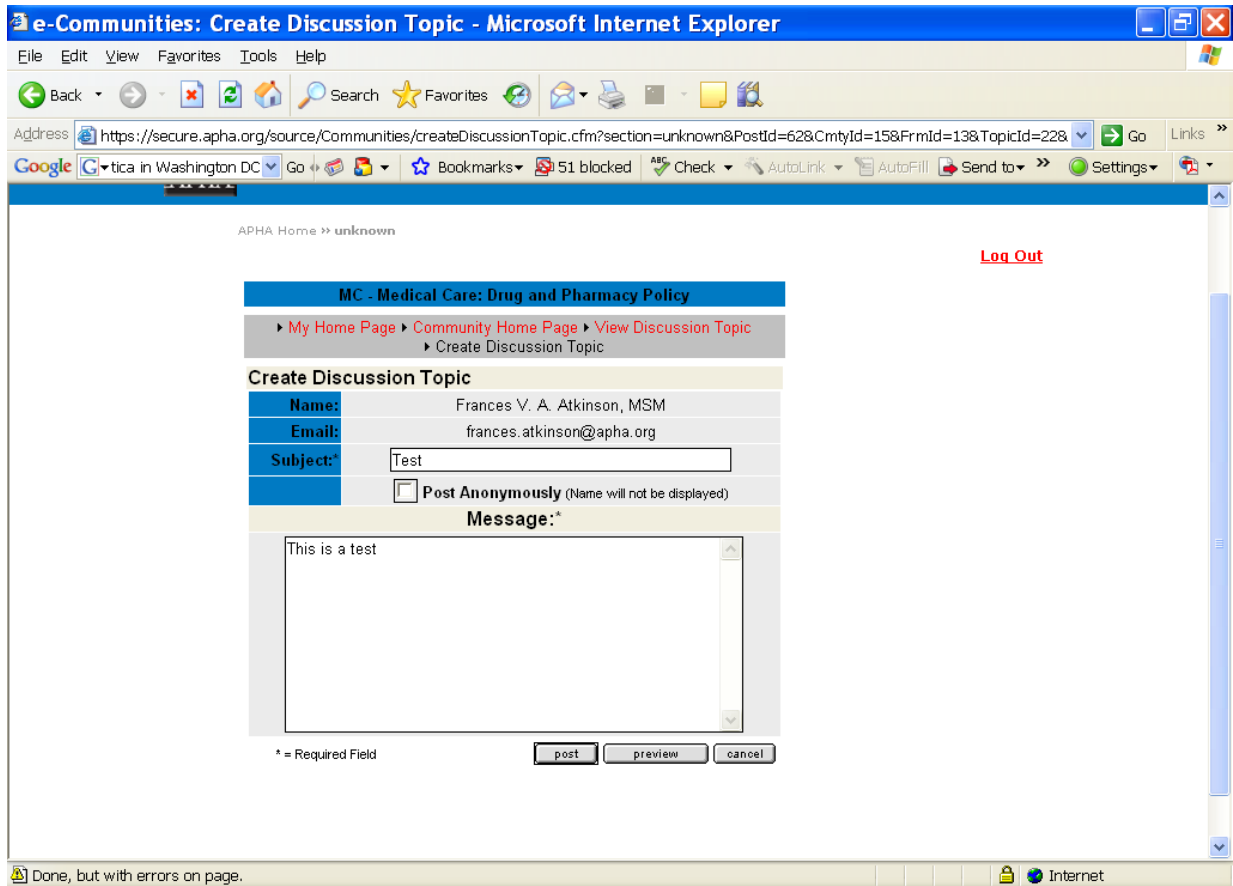 e-Communities: Create Discussion Topic - Microsoft Internet Explorer
File Edit View Favorites Tools Help
Back Search Favorites
Address https://secure.apha.org/source/Communities/createDiscussionTopic.cfm?section=unknown&PostId=62&CmtyId=15&FrmId=13&TopicId=22& Go Links »
Google G tica in Washington DC Go Bookmarks 51 blocked ABC Check AutoLink AutoFill Send to » Settings
APHA Home » unknown
Log Out
MC - Medical Care: Drug and Pharmacy Policy
My Home Page Community Home Page View Discussion Topic
Create Discussion Topic
Create Discussion Topic
Name: Frances V. A. Atkinson, MSM
Email: frances.atkinson@apha.org
Subject:* Test
Post Anonymously (Name will not be displayed)
Message:*
This is a test
* = Required Field post preview cancel
Done, but with errors on page. Internet